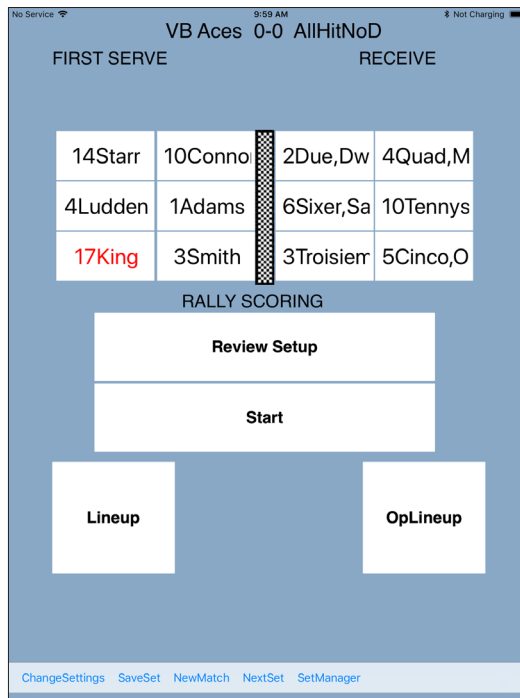 No Service 9:59 AM Not Charging
VB Aces 0-0 AllHitNoD
FIRST SERVE RECEIVE
14Starr 10Connor 2Due,Dw 4Quad,M
4Ludden 1Adams 6Sixer,Sa 10Tennys
17King 3Smith 3Troisiem 5Cinco,O
RALLY SCORING
Review Setup
Start
Lineup OpLineup
ChangeSettings SaveSet NewMatch NextSet SetManager